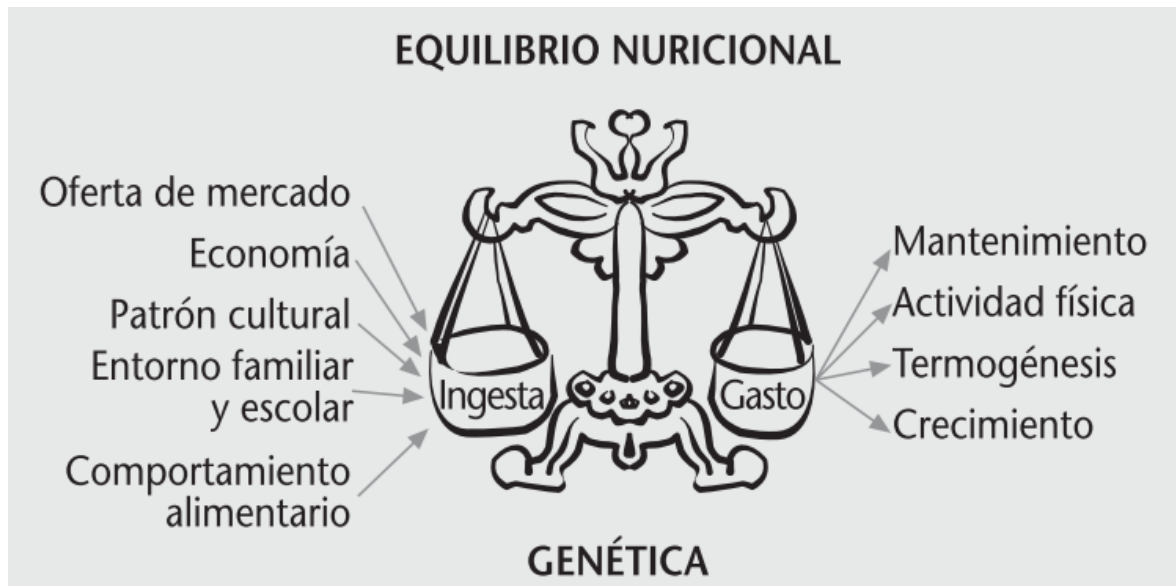 EQUILIBRIO NURICIONAL
Oferta de mercado
Economía
Patrón cultural
Entorno familiar
y escolar
Comportamiento
alimentario
Ingesta
Gasto
Mantenimiento
Actividad física
Termogénesis
Crecimiento
GENÉTICA